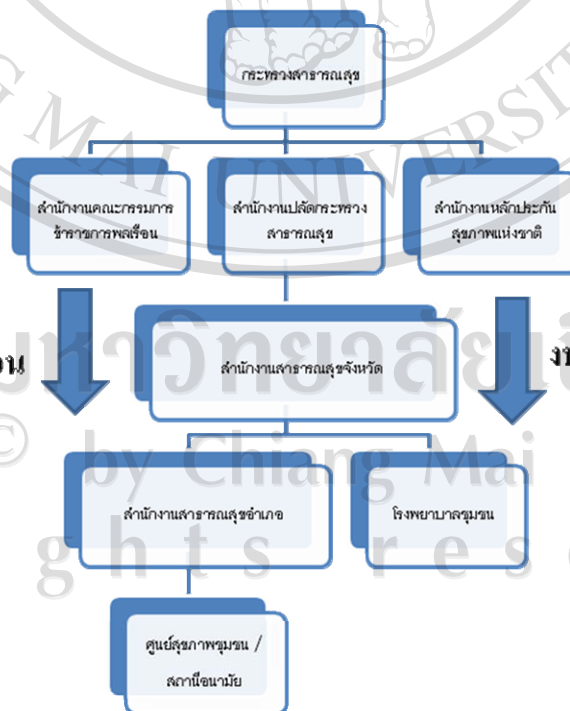 กระทรวงสาธารณสุข
สำนักงานคณะกรรมการ
ข้าราชการพลเรือน
สำนักงานปลัดกระทรวง
สาธารณสุข
สำนักงานหลักประกัน
สุขภาพแห่งชาติ
สำนักงานสาธารณสุขจังหวัด
สำนักงานสาธารณสุขอำเภอ
โรงพยาบาลชุมชน
ศูนย์สุขภาพชุมชน /
สถานีอนามัย
MAI UNIVERSIT
มหาวิทยาลัยเชี
© by Chiang Mai
ghts res